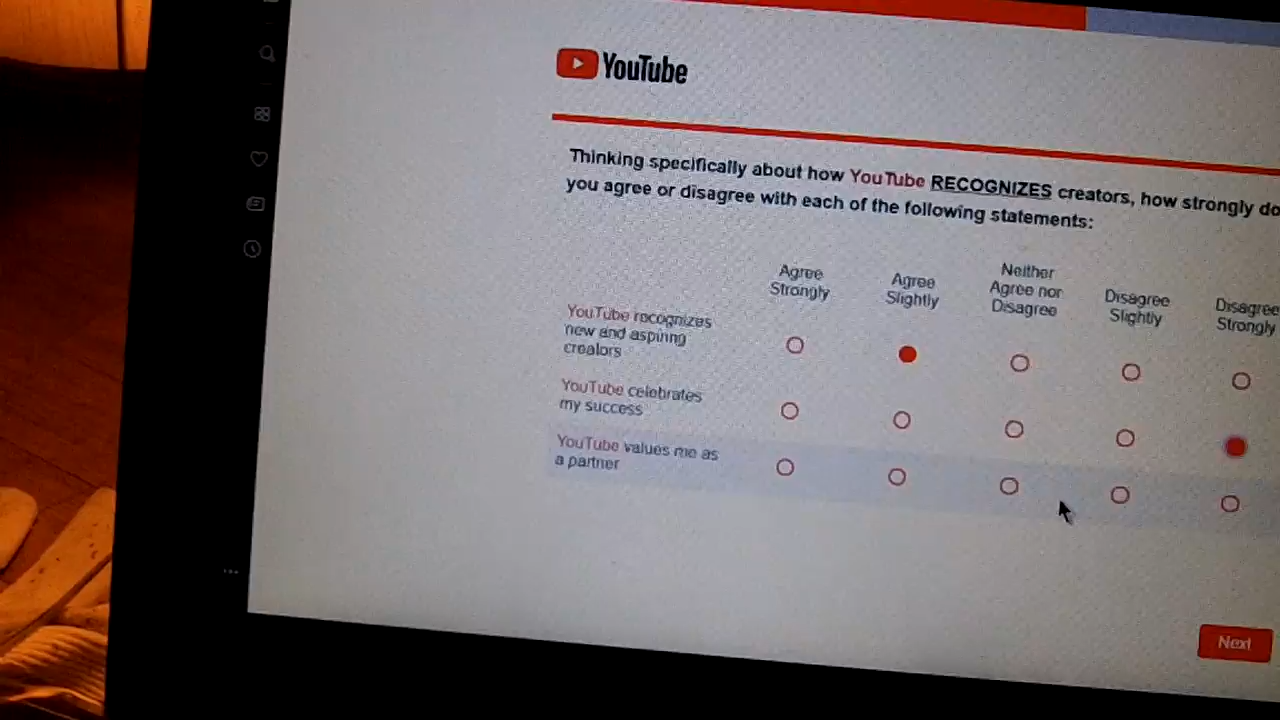 YouTube
Thinking specifically about how YouTube RECOGNIZES creators, how strongly do
you agree or disagree with each of the following statements:
Agree Strongly
Agree Slightly
Neither Agree nor Disagree
Disagree Slightly
Disagree Strongly
YouTube recognizes
new and aspiring
creators
YouTube celebrates
my success
YouTube values me as
a partner
Next